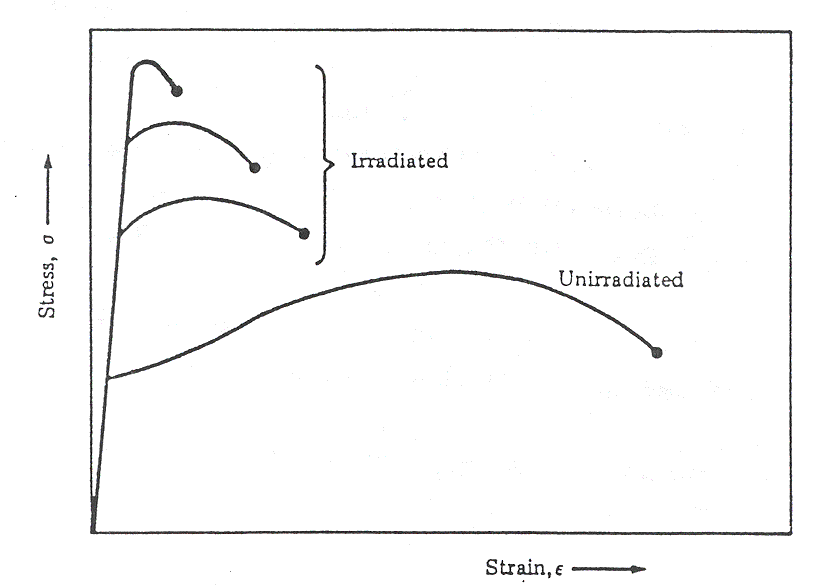 Irradiated
Unirradiated
Stress, σ
Strain, ϵ